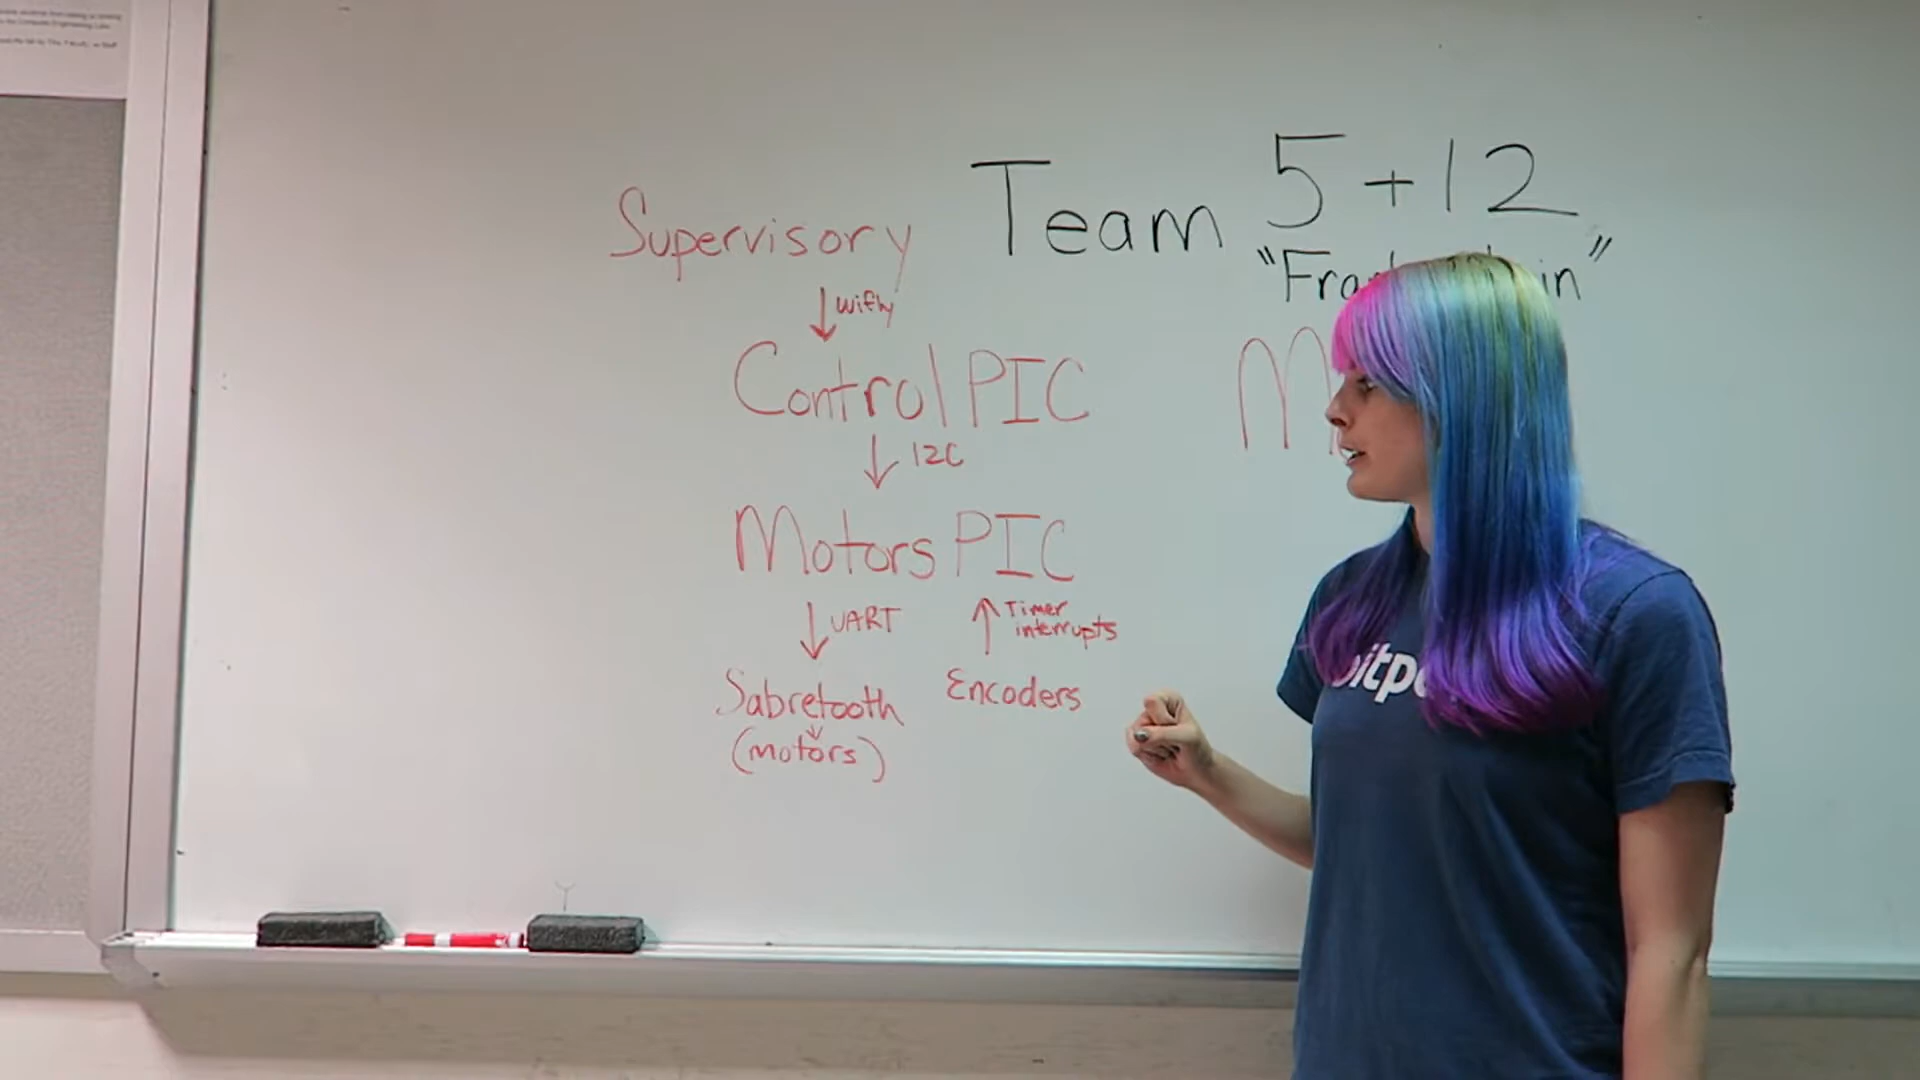 Team 5+12
Supervisory
wifly
Control PIC
I2C
Motors PIC
UART
Timer
interrupts
Sabretooth
Encoders
(motors)